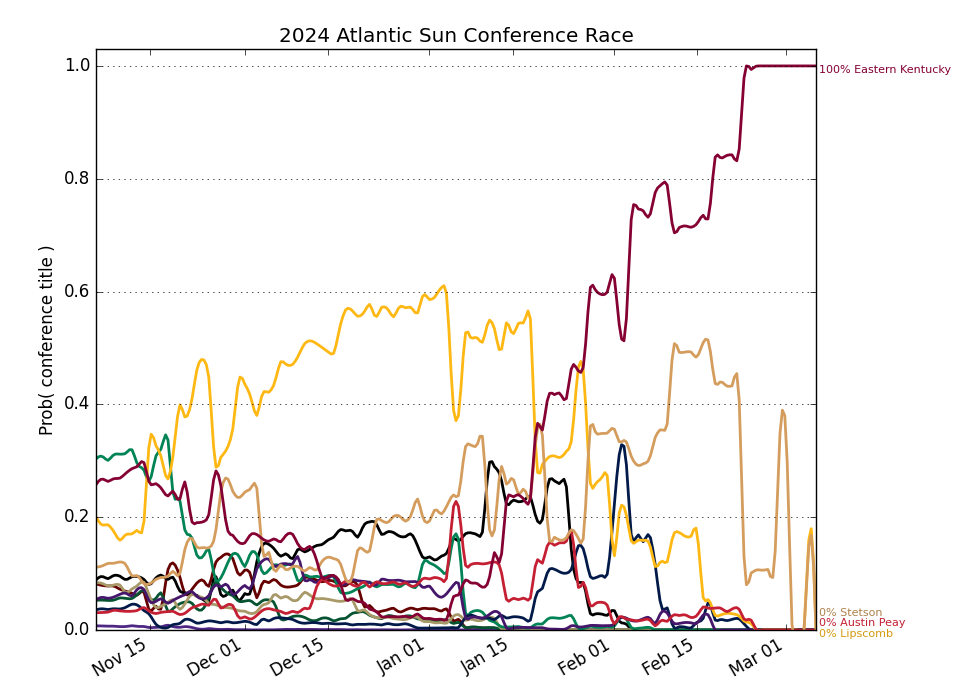 2024 Atlantic Sun Conference Race
Prob( conference title )
1.0
0.8
0.6
0.4
0.2
0.0
Nov 15
Dec 01
Dec 15
Jan 01
Jan 15
Feb 01
Feb 15
Mar 01
100% Eastern Kentucky
0% Stetson
0% Austin Peay
0% Lipscomb